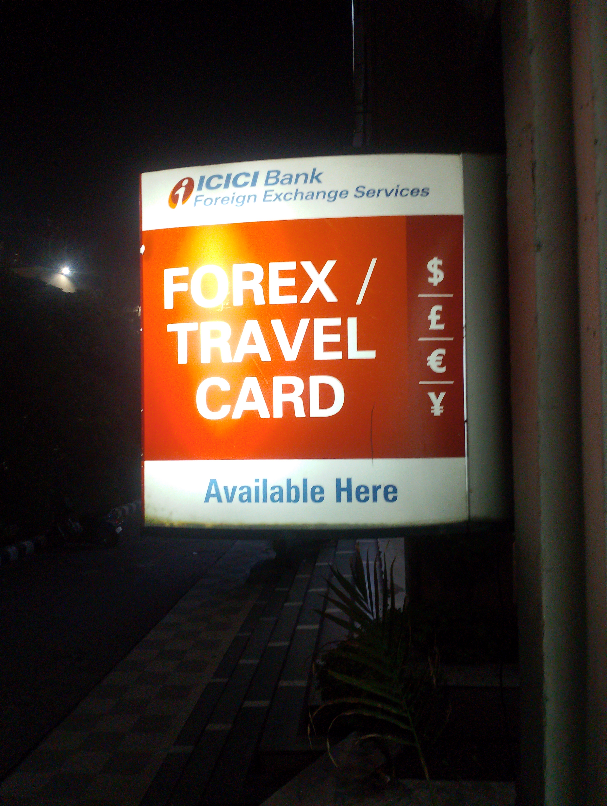 ICICI Bank
Foreign Exchange Services
FOREX /
TRAVEL
CARD
$
£
€
¥
Available Here